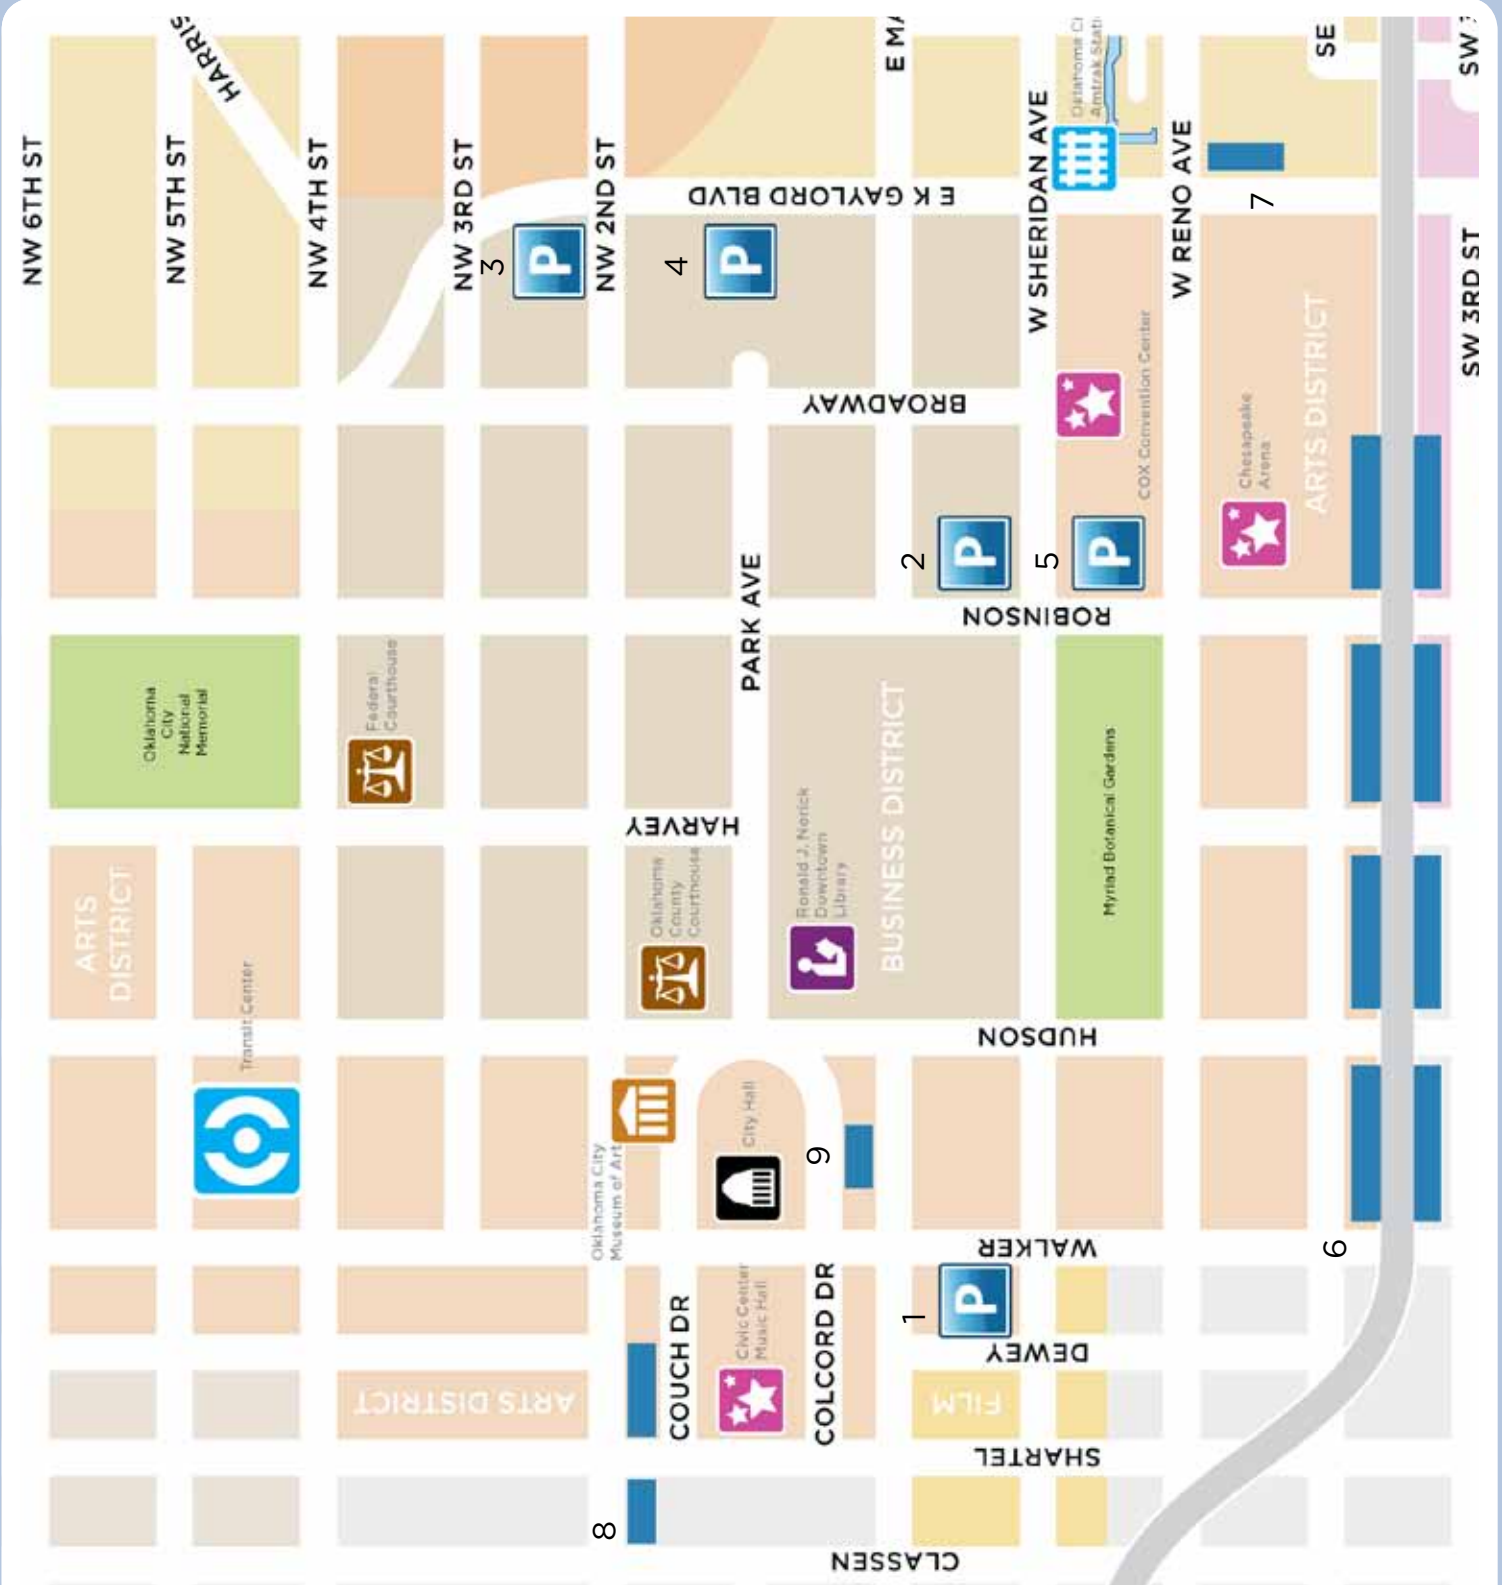 HARRIS
NW 6TH ST
NW 5TH ST
NW 4TH ST
NW 3RD ST
NW 2ND ST
E K GAYLORD BLVD
W SHERIDAN AVE
W RENO AVE
SE
SW
SW 3RD ST
Amtrak
3
P
4
P
7
BROADWAY
COX Convention Center
Chesapeake
Arena
ARTS DISTRICT
2
P
5
P
PARK AVE
ROBINSON
Oklahoma
City
National
Memorial
Federal
Courthouse
HARVEY
Oklahoma
County
Courthouse
Ronald J. Norick
Downtown
Library
BUSINESS DISTRICT
Myriad Botanical Gardens
ARTS
DISTRICT
Transit Center
HUDSON
Oklahoma City
Museum of Art
City Hall
9
WALKER
6
COUCH DR
Civic Center
Music Hall
COLCORD DR
1
P
DEWEY
ARTS DISTRICT
FILM
SHARTEL
8
CLASSEN